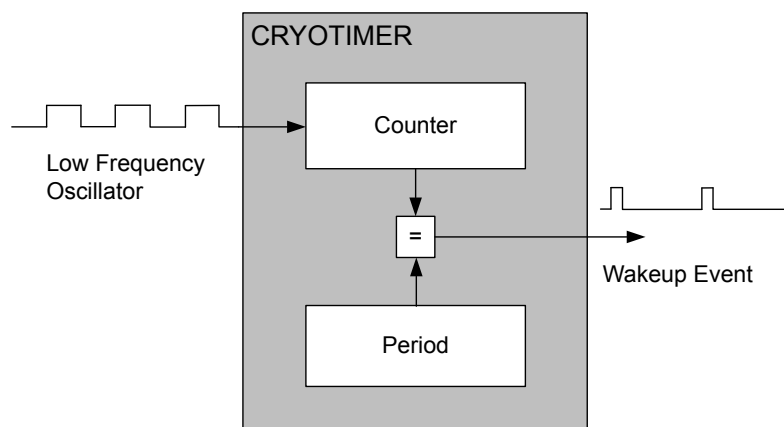 CRYOTIMER
Counter
Low Frequency
Oscillator
=
Wakeup Event
Period